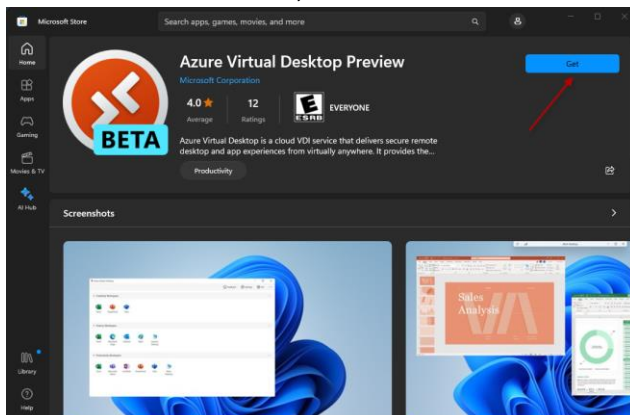 Microsoft Store
Search apps, games, movies, and more
Home
Apps
Gaming
Movies & TV
AI Hub
Library
Help
BETA
Azure Virtual Desktop Preview
Microsoft Corporation
4.0 ★ 12
Average Ratings
E
ESRB
EVERYONE
Azure Virtual Desktop is a cloud VDI service that delivers secure remote
desktop and app experiences from virtually anywhere. It provides the...
Productivity
Get
Screenshots
Sales
Analysis